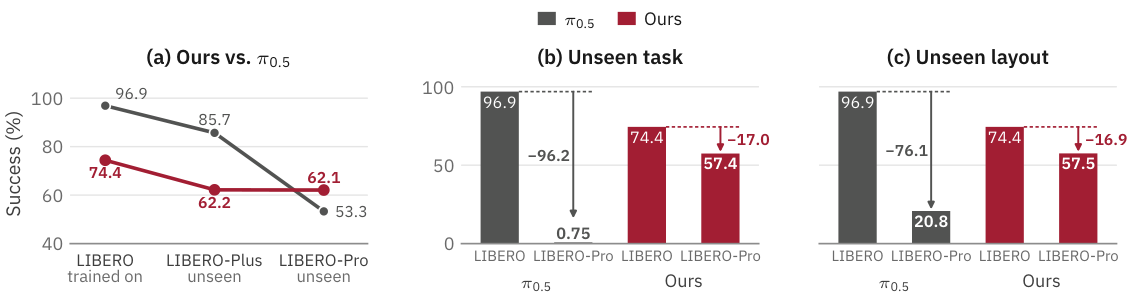 π0.5 Ours
(a) Ours vs. π0.5
Success (%)
100
80
60
40
96.9
85.7
53.3
74.4
62.2
62.1
LIBERO LIBERO-Plus LIBERO-Pro
trained on unseen unseen
(b) Unseen task
100
50
0
96.9
−96.2
0.75
74.4
−17.0
57.4
LIBERO LIBERO-Pro LIBERO LIBERO-Pro
π0.5 Ours
(c) Unseen layout
96.9
−76.1
20.8
74.4
−16.9
57.5
LIBERO LIBERO-Pro LIBERO LIBERO-Pro
π0.5 Ours